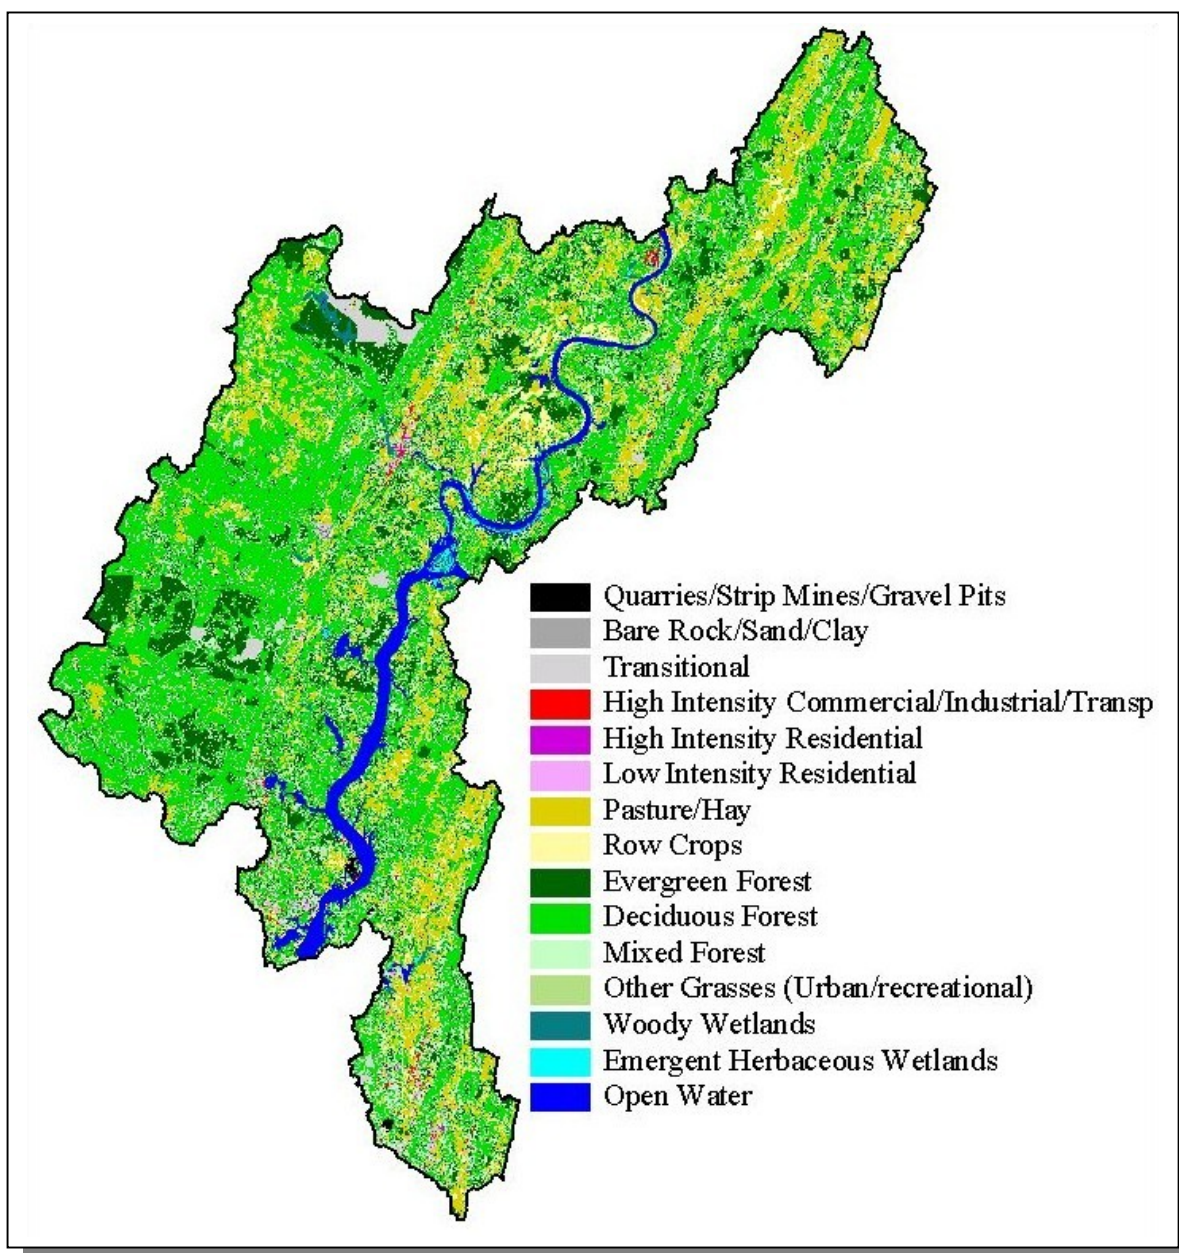 Quarries/Strip Mines/Gravel Pits
Bare Rock/Sand/Clay
Transitional
High Intensity Commercial/Industrial/Transp
High Intensity Residential
Low Intensity Residential
Pasture/Hay
Row Crops
Evergreen Forest
Deciduous Forest
Mixed Forest
Other Grasses (Urban/recreational)
Woody Wetlands
Emergent Herbaceous Wetlands
Open Water